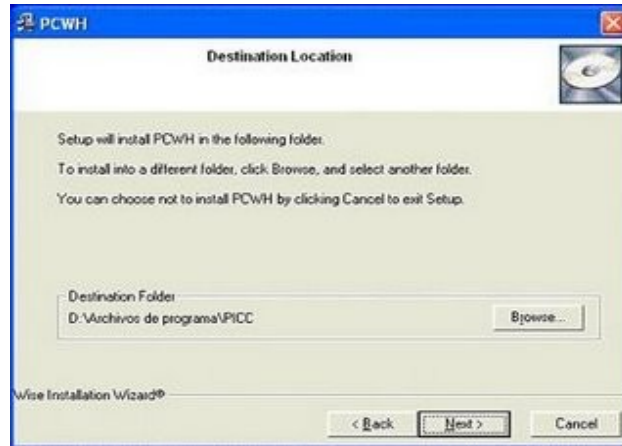 PCWH
Destination Location
Setup will install PCWH in the following folder.
To install into a different folder, click Browse, and select another folder.
You can choose not to install PCWH by clicking Cancel to exit Setup.
Destination Folder
D:\Archivos de programa\PICC
Browse...
Wise Installation Wizard®
< Back
Next >
Cancel